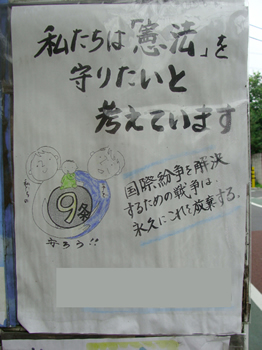 私たちは「憲法」を
守りたいと
考えています
国際紛争を解決
するための戦争は、
永久にこれを放棄する。
9条
守ろう!!